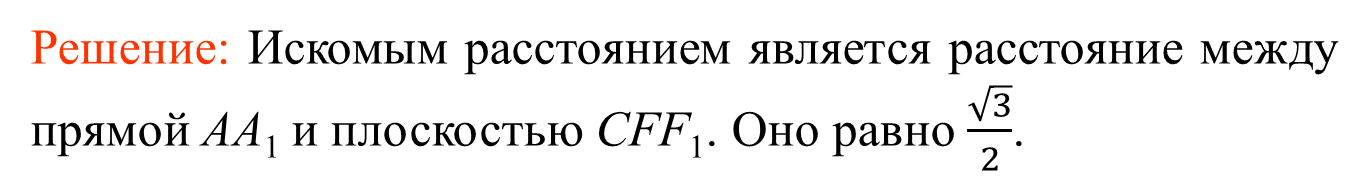 Решение: Искомым расстоянием является расстояние между
прямой AA₁ и плоскостью CFF₁. Оно равно √3/2.